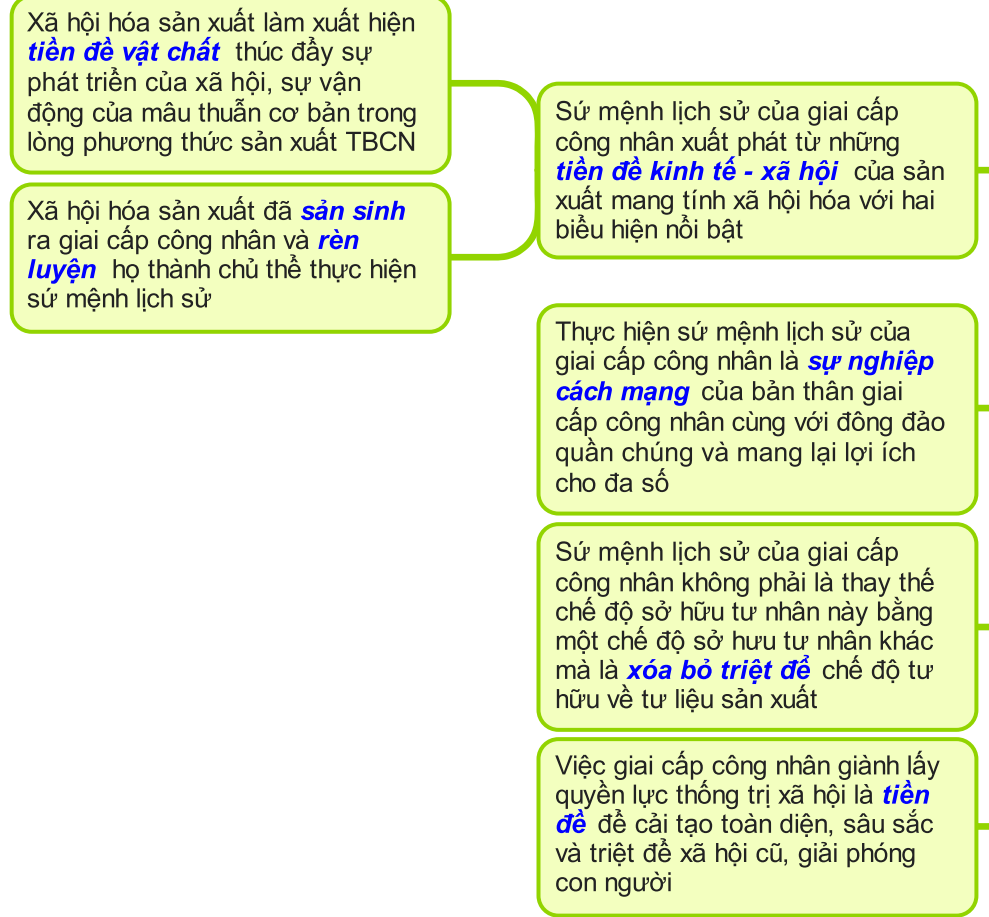 Xã hội hóa sản xuất làm xuất hiện
tiền đề vật chất thúc đẩy sự
phát triển của xã hội, sự vận
động của mâu thuẫn cơ bản trong
lòng phương thức sản xuất TBCN
Xã hội hóa sản xuất đã sản sinh
ra giai cấp công nhân và rèn
luyện họ thành chủ thể thực hiện
sứ mệnh lịch sử
Sứ mệnh lịch sử của giai cấp
công nhân xuất phát từ những
tiền đề kinh tế - xã hội của sản
xuất mang tính xã hội hóa với hai
biểu hiện nổi bật
Thực hiện sứ mệnh lịch sử của
giai cấp công nhân là sự nghiệp
cách mạng của bản thân giai
cấp công nhân cùng với đông đảo
quần chúng và mang lại lợi ích
cho đa số
Sứ mệnh lịch sử của giai cấp
công nhân không phải là thay thế
chế độ sở hữu tư nhân này bằng
một chế độ sở hưu tư nhân khác
mà là xóa bỏ triệt để chế độ tư
hữu về tư liệu sản xuất
Việc giai cấp công nhân giành lấy
quyền lực thống trị xã hội là tiền
đề để cải tạo toàn diện, sâu sắc
và triệt để xã hội cũ, giải phóng
con người